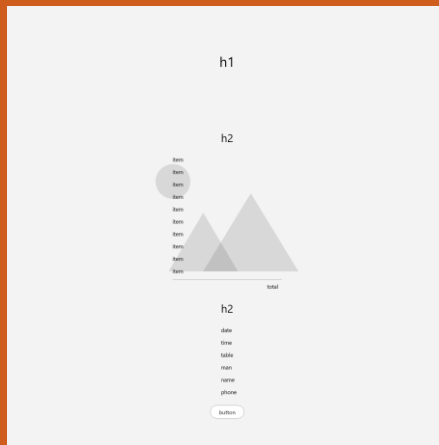 h1
h2
item
item
item
item
item
item
item
item
item
item
total
h2
date
time
table
man
name
phone
button